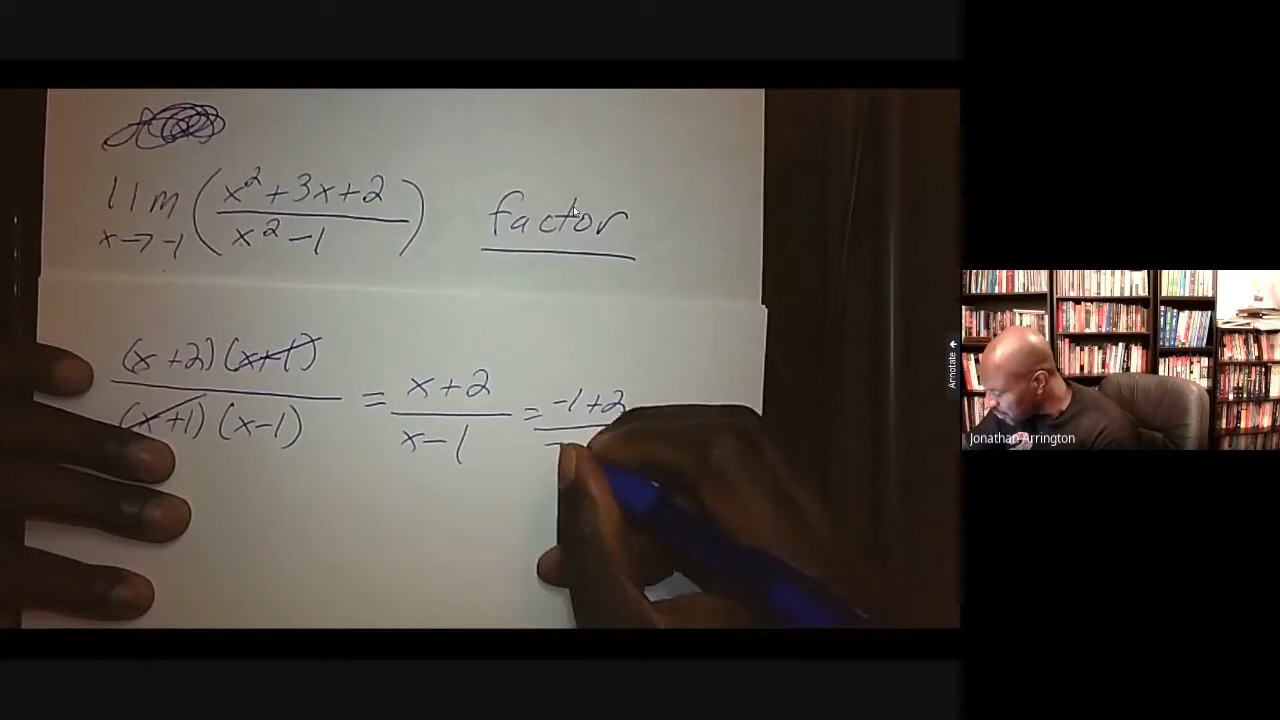 lim (x²+3x+2 / x²-1) factor
x→-1
(x+2)(x+1) / (x+1)(x-1) = x+2 / x-1 = -1+2 / -
Annotate
Jonathan Arrington